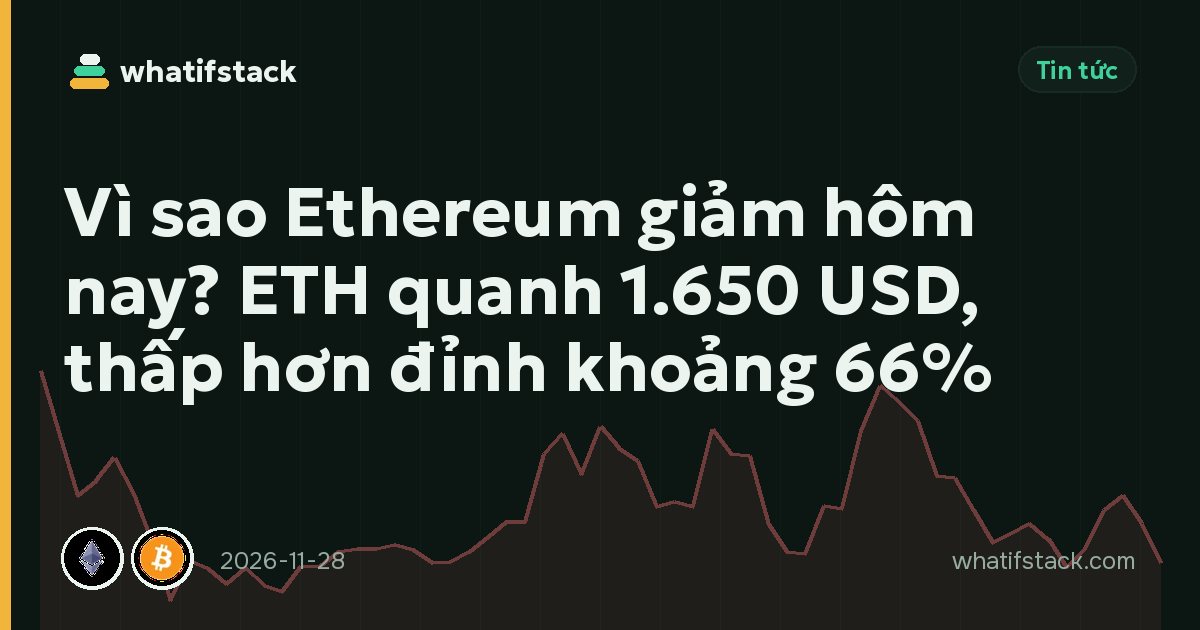 whatifstack
Tin tức
Vì sao Ethereum giảm hôm
nay? ETH quanh 1.650 USD,
thấp hơn đỉnh khoảng 66%
2026-11-28
whatifstack.com